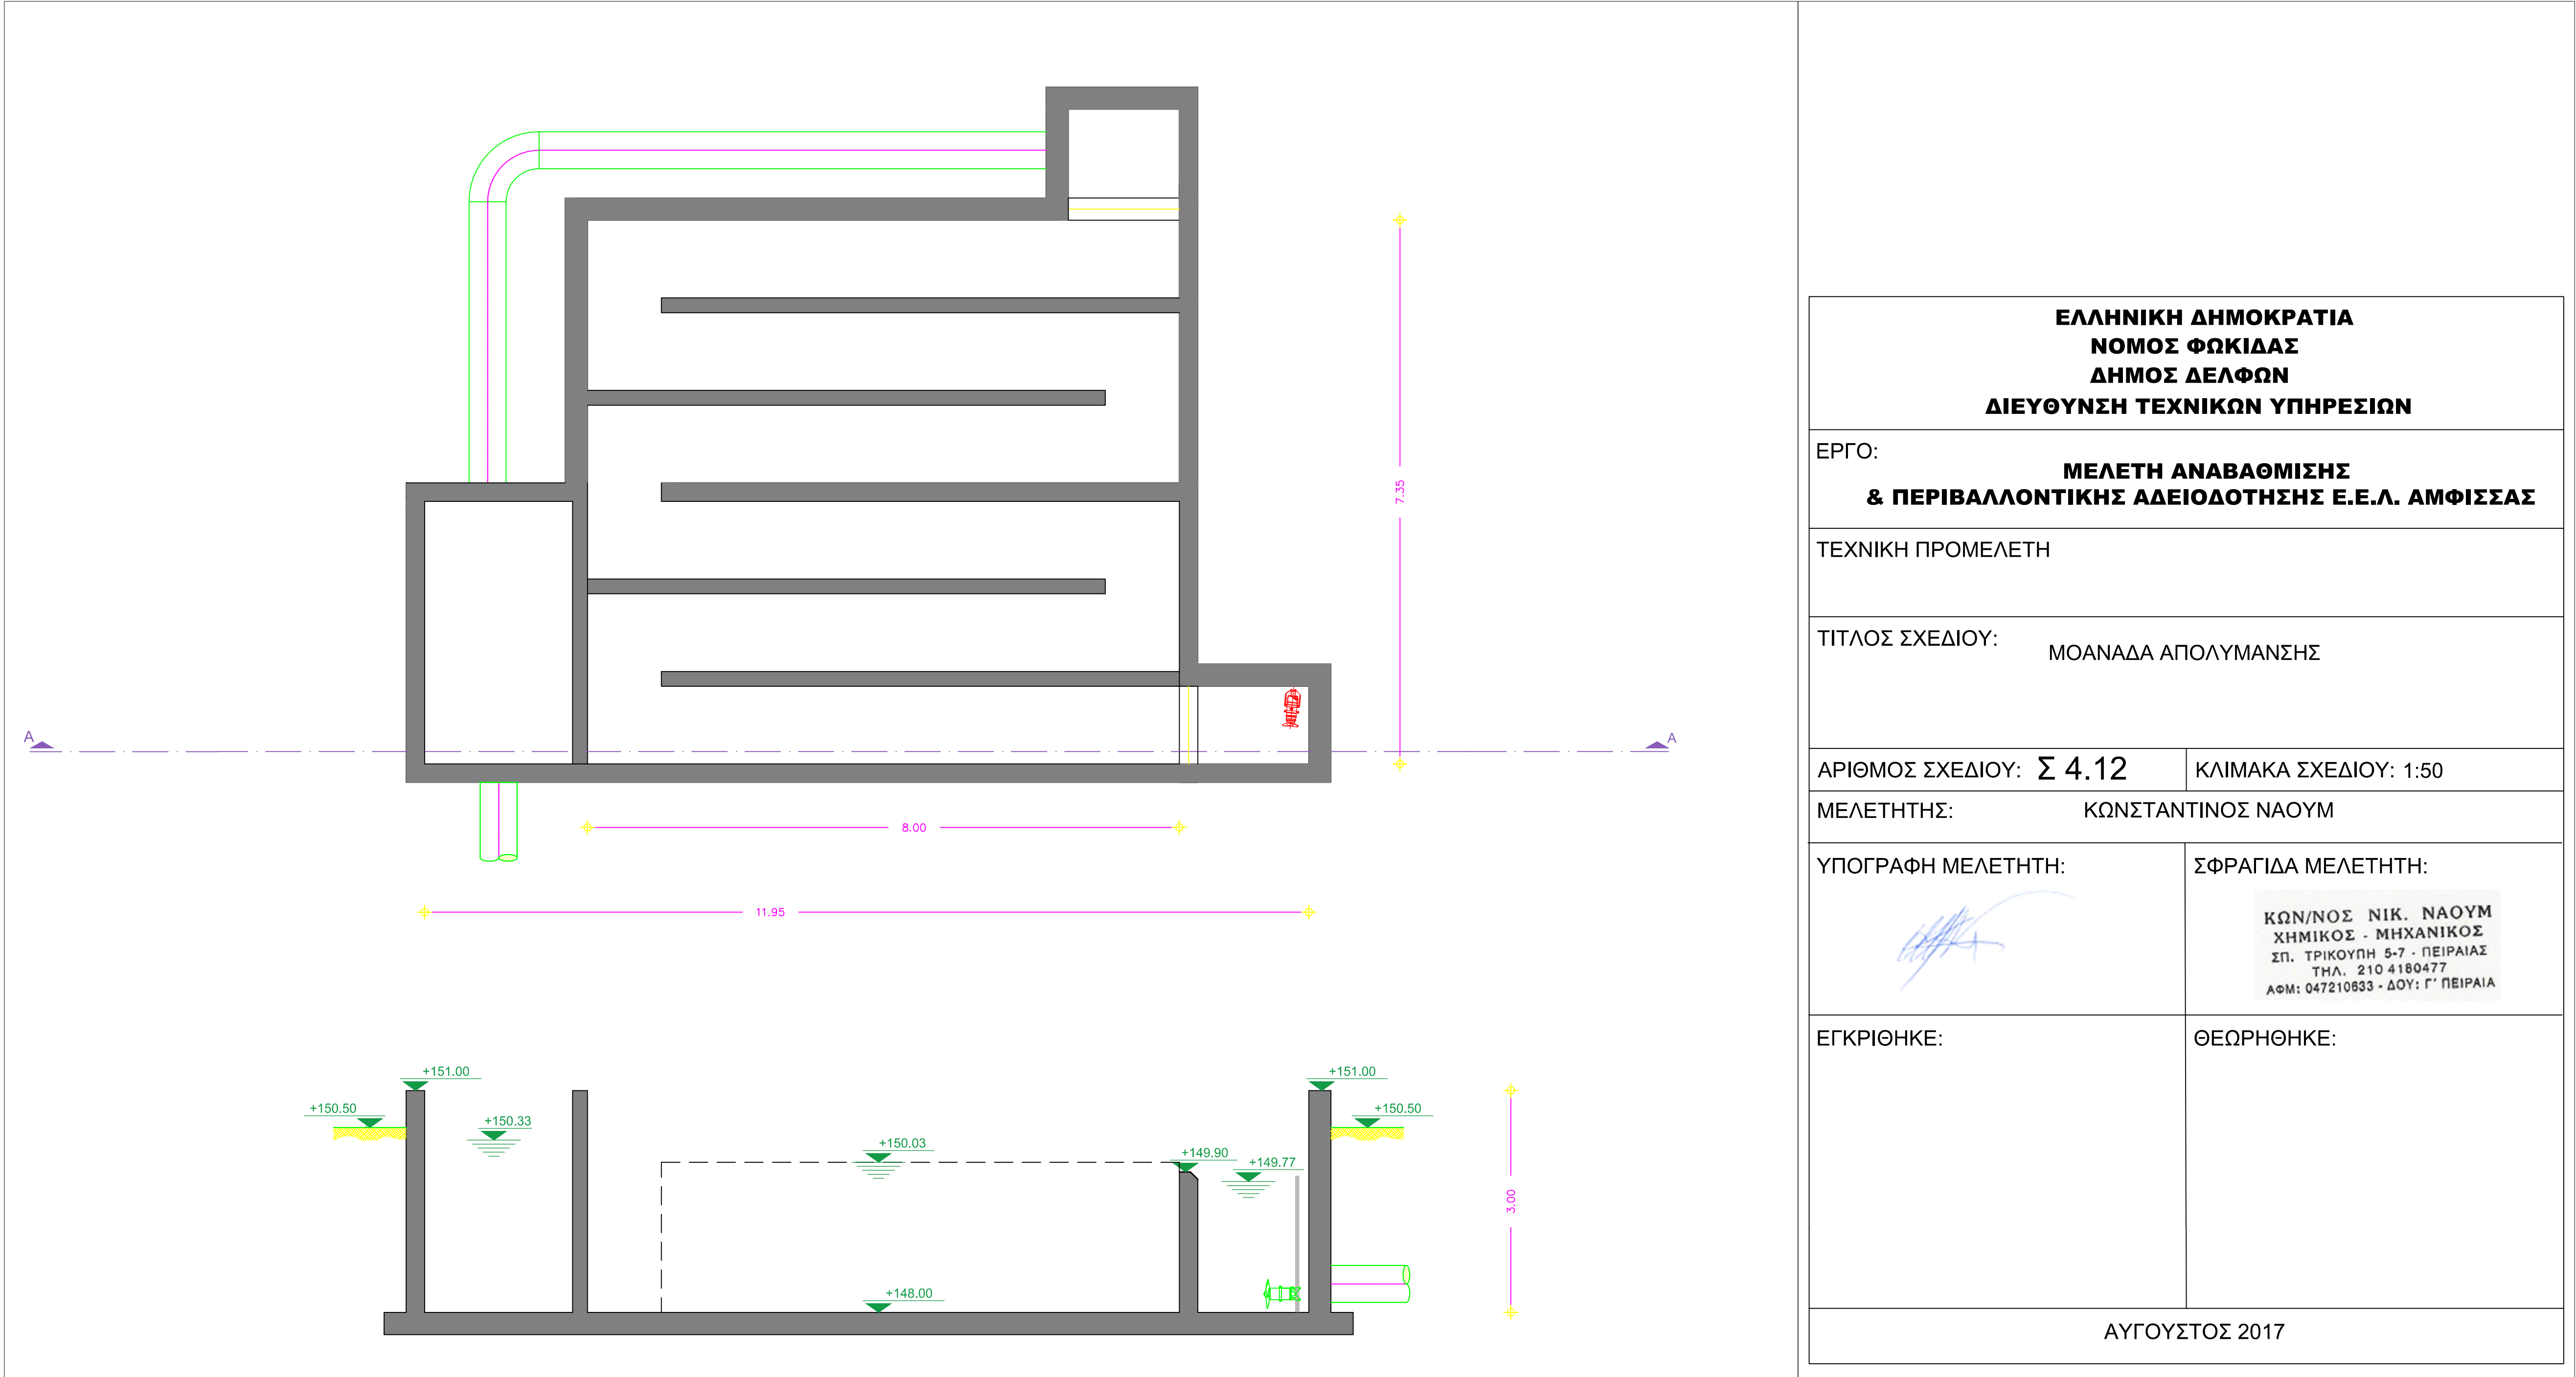 7.35
A
A
8.00
11.95
+151.00
+151.00
+150.50
+150.50
+150.33
+150.03
+149.90
+149.77
+148.00
3.00
ΕΛΛΗΝΙΚΗ ΔΗΜΟΚΡΑΤΙΑ
ΝΟΜΟΣ ΦΩΚΙΔΑΣ
ΔΗΜΟΣ ΔΕΛΦΩΝ
ΔΙΕΥΘΥΝΣΗ ΤΕΧΝΙΚΩΝ ΥΠΗΡΕΣΙΩΝ
ΕΡΓΟ:
ΜΕΛΕΤΗ ΑΝΑΒΑΘΜΙΣΗΣ
& ΠΕΡΙΒΑΛΛΟΝΤΙΚΗΣ ΑΔΕΙΟΔΟΤΗΣΗΣ Ε.Ε.Λ. ΑΜΦΙΣΣΑΣ
ΤΕΧΝΙΚΗ ΠΡΟΜΕΛΕΤΗ
ΤΙΤΛΟΣ ΣΧΕΔΙΟΥ:
ΜΟΑΝΑΔΑ ΑΠΟΛΥΜΑΝΣΗΣ
ΑΡΙΘΜΟΣ ΣΧΕΔΙΟΥ: Σ 4.12
ΚΛΙΜΑΚΑ ΣΧΕΔΙΟΥ: 1:50
ΜΕΛΕΤΗΤΗΣ: ΚΩΝΣΤΑΝΤΙΝΟΣ ΝΑΟΥΜ
ΥΠΟΓΡΑΦΗ ΜΕΛΕΤΗΤΗ:
ΣΦΡΑΓΙΔΑ ΜΕΛΕΤΗΤΗ:
ΚΩΝ/ΝΟΣ ΝΙΚ. ΝΑΟΥΜ
ΧΗΜΙΚΟΣ - ΜΗΧΑΝΙΚΟΣ
ΣΠ. ΤΡΙΚΟΥΠΗ 5-7 - ΠΕΙΡΑΙΑΣ
ΤΗΛ. 210 4180477
ΑΦΜ: 047210633 - ΔΟΥ: Γ' ΠΕΙΡΑΙΑ
ΕΓΚΡΙΘΗΚΕ:
ΘΕΩΡΗΘΗΚΕ:
ΑΥΓΟΥΣΤΟΣ 2017